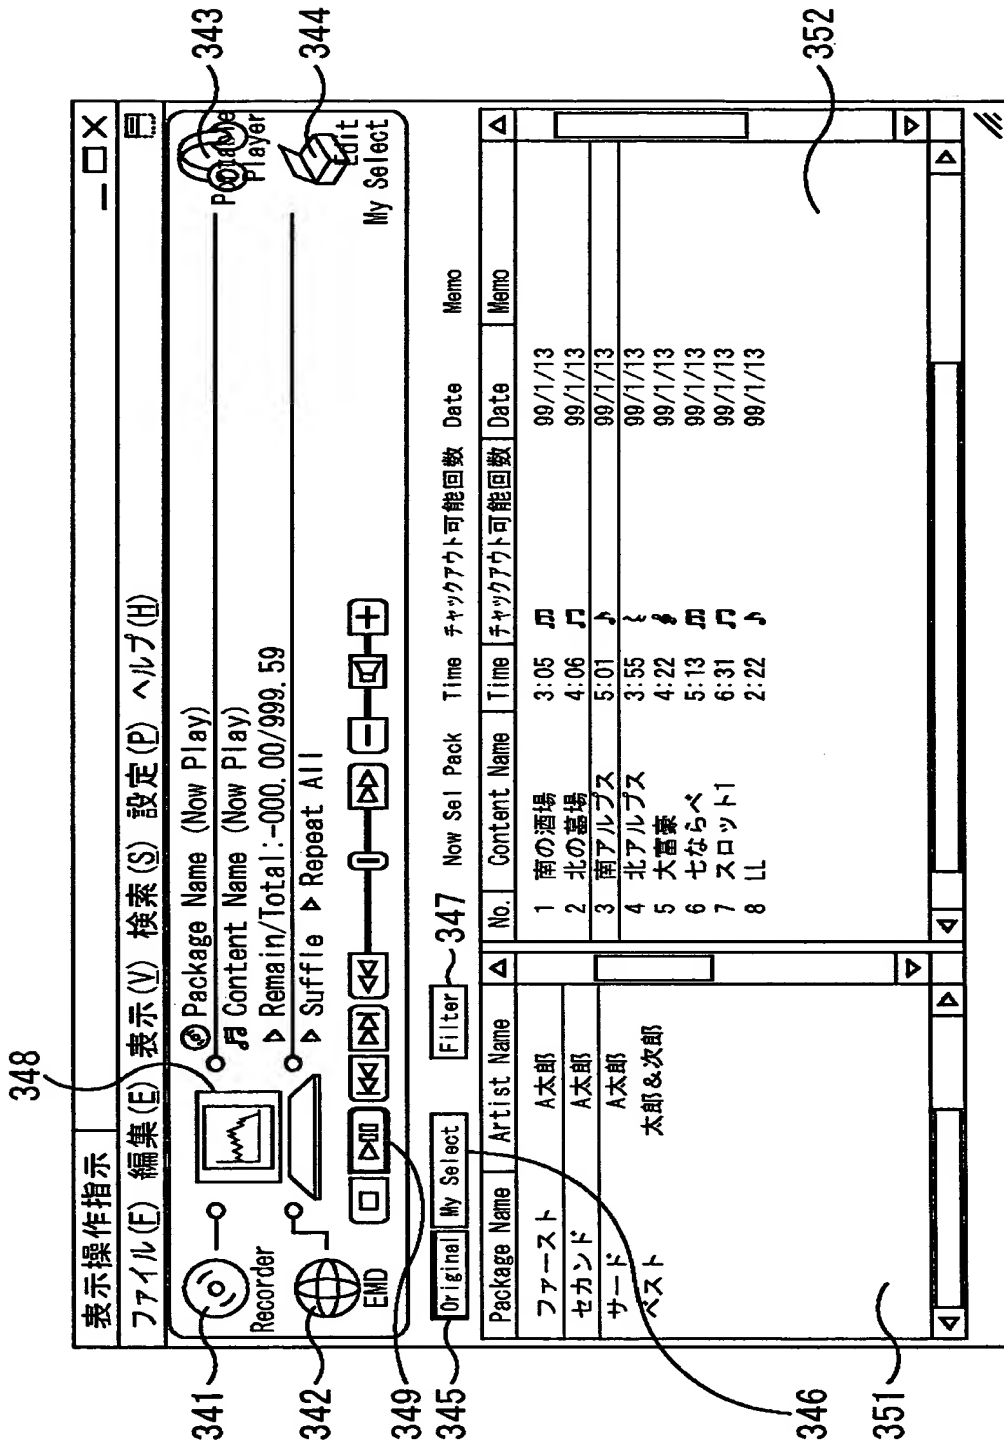 348
表示操作指示
ファイル(F) 編集(E) 表示(V) 検索(S) 設定(P) ヘルプ(H)
341
Recorder
342
EMD
Package Name (Now Play)
Content Name (Now Play)
Remain/Total:-000.00/999.59
Suffle Repeat All
Portable
Player
343
Edit
My Select
344
349
345
Original My Select Filter 347 Now Sel Pack Time チャックアウト可能回数 Date Memo
Package Name Artist Name
ファースト A太郎
セカンド A太郎
サード A太郎
ベスト 太郎&次郎
No. Content Name Time チャックアウト可能回数 Date Memo
1 南の酒場 3:05 99/1/13
2 北の墓場 4:06 99/1/13
3 南アルプス 5:01 99/1/13
4 北アルプス 3:55 99/1/13
5 大富豪 4:22 99/1/13
6 七ならべ 5:13 99/1/13
7 スロット1 6:31 99/1/13
8 LL 2:22 99/1/13
346
351
352